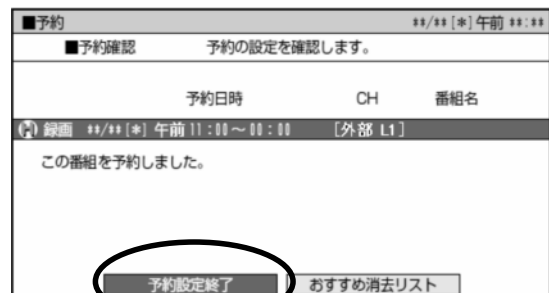 ■予約 **/** [*] 午前 **:**
■予約確認 予約の設定を確認します。
予約日時 CH 番組名
録画 **/** [*] 午前 11:00～00:00 [外部 L1]
この番組を予約しました。
予約設定終了 おすすめ消去リスト